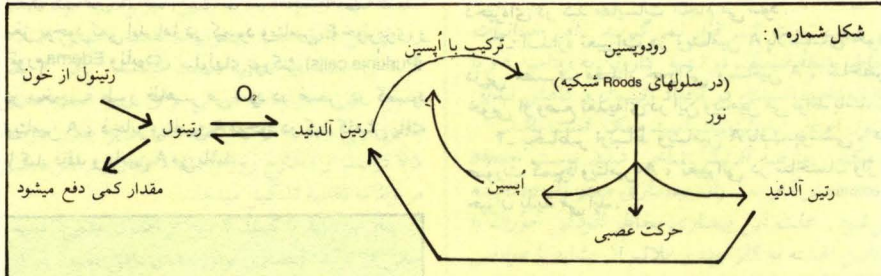 شکل شماره ۱:
رودوپسین
(در سلولهای Roods شبکیه)
نور
ترکیب با اُپسین
رتینول از خون
O
رتین آلدئید
رتینول
مقدار کمی دفع میشود
اُپسین
رتین آلدئید
حرکت عصبی